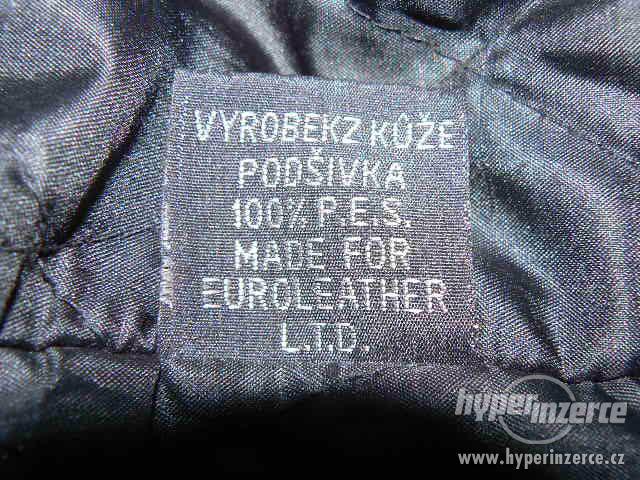 VYROBEKZ KŮŽE
PODŠIVKA
100% P.E.S.
MADE FOR
EUROLEATHER
L.T.D.
hyperinzerce
www.hyperinzerce.cz